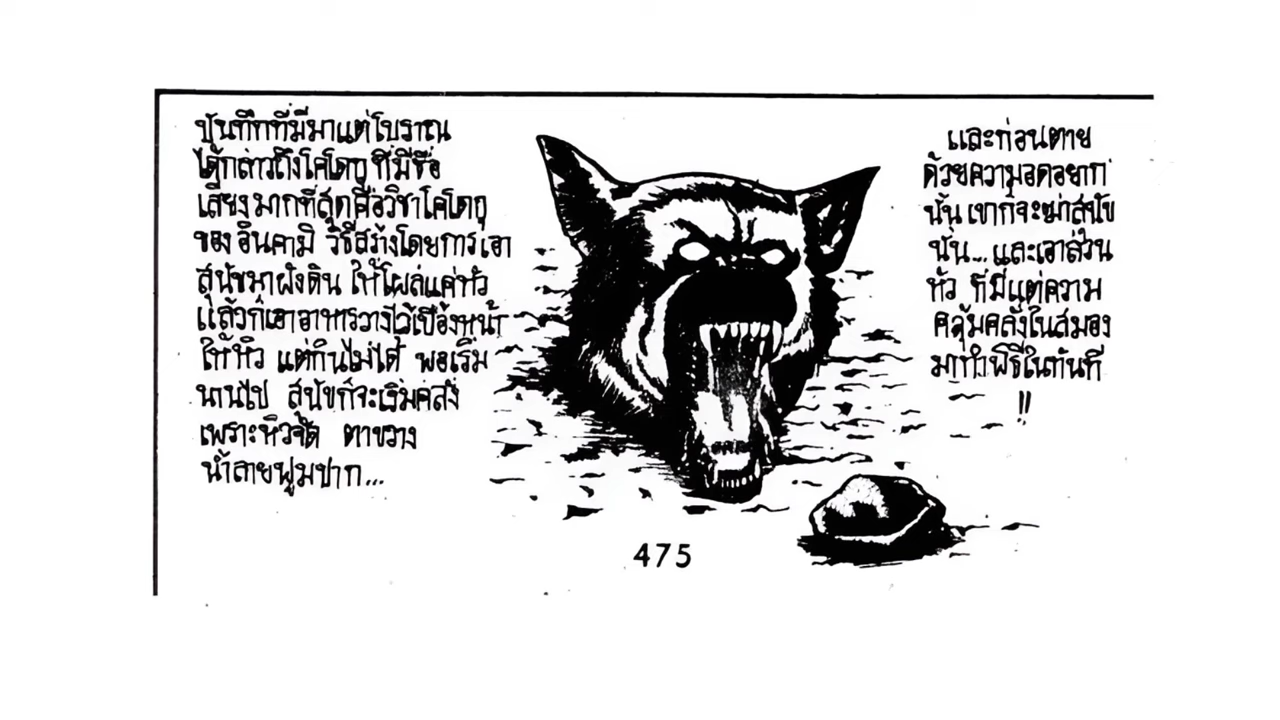 บันทึกที่มีมาแต่โบราณ
ได้กล่าวถึงโคโดกุ ที่มีชื่อ
เสียงมากที่สุดคือวิชาโคโดกุ
ของ อินุคามิ วิธีสร้างโดยการเอา
สุนัขมาฝังดิน ให้โผล่แค่หัว
แล้วก็เอาอาหารวางไว้เบื้องหน้า
ให้หิว แต่กินไม่ได้ พอเริ่ม
นานไป สุนัขก็จะเริ่มคลั่ง
เพราะหิวจัด ตาขวาง
น้ำลายฟูมปาก...
และก่อนตาย
ด้วยความอดอยาก
นั้น เขาก็จะฆ่าสุนัข
นั้น... และเอาส่วน
หัว ที่มีแต่ความ
คลุ้มคลั่งในสมอง
มาทำพิธีในทันที
!!
475